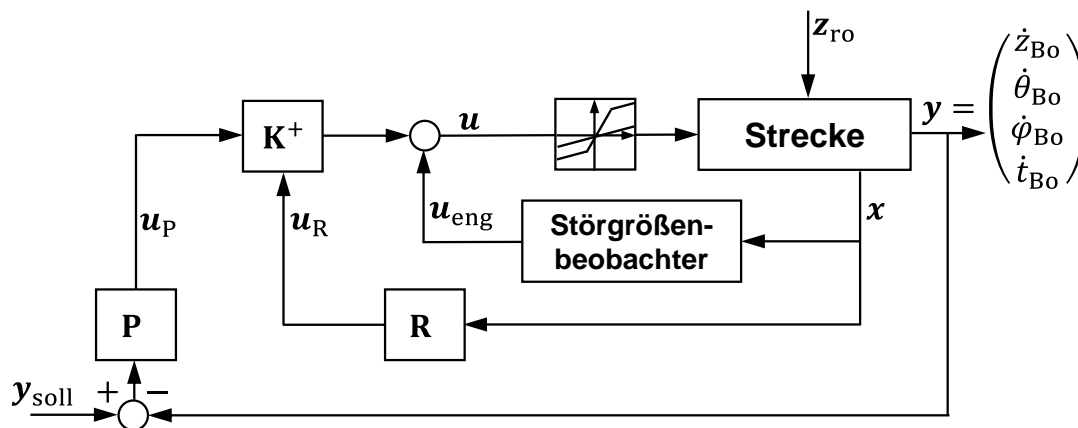 z_ro
ż_Bo
θ̇_Bo
φ̇_Bo
ṫ_Bo
y =
K⁺
u
Strecke
u_P
u_R
u_eng
Störgrößen-
beobachter
x
P
R
y_soll
+ −